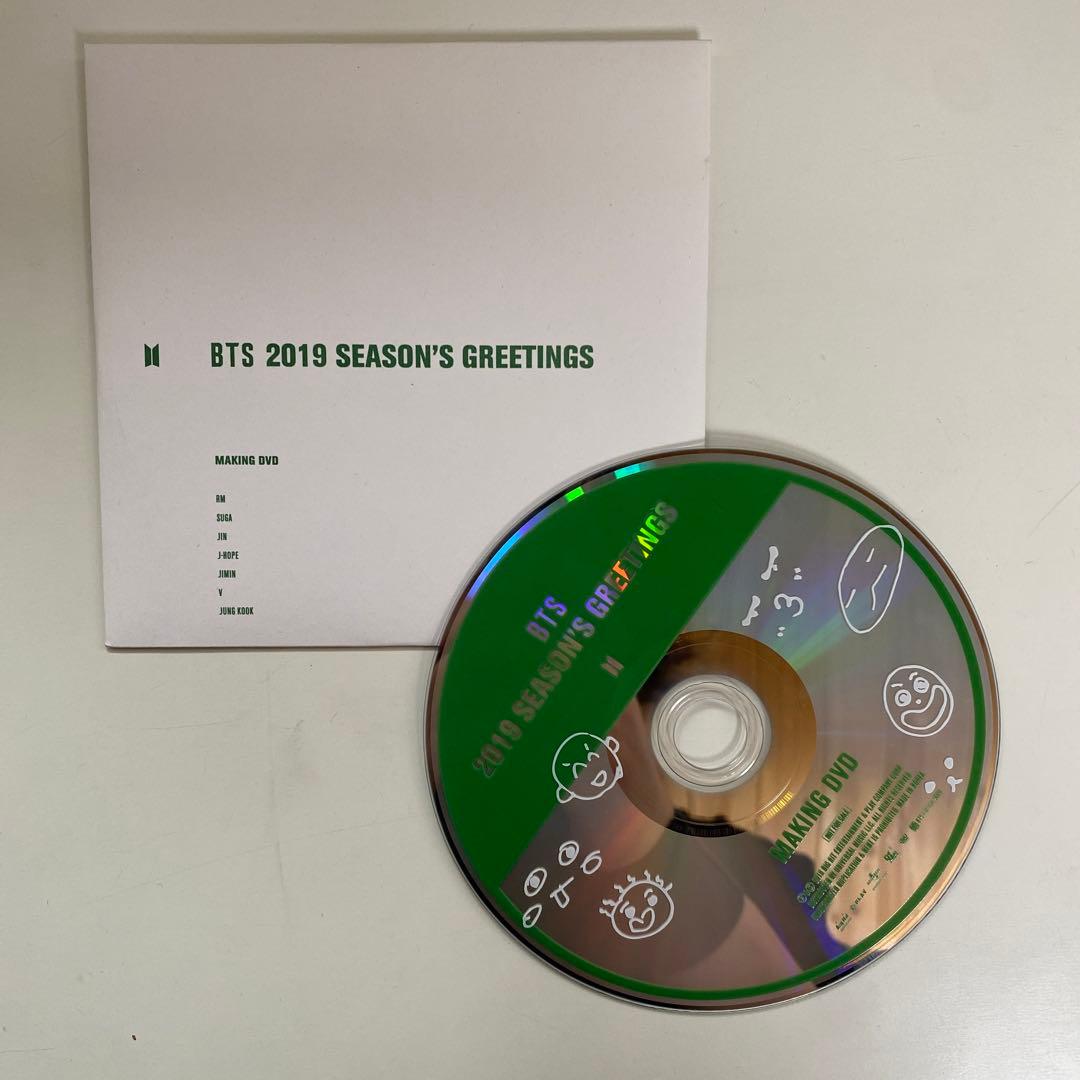 BTS 2019 SEASON'S GREETINGS
MAKING DVD
RM
SUGA
JIN
J-HOPE
JIMIN
V
JUNG KOOK
BTS
2019 SEASON'S GREETINGS
MAKING DVD